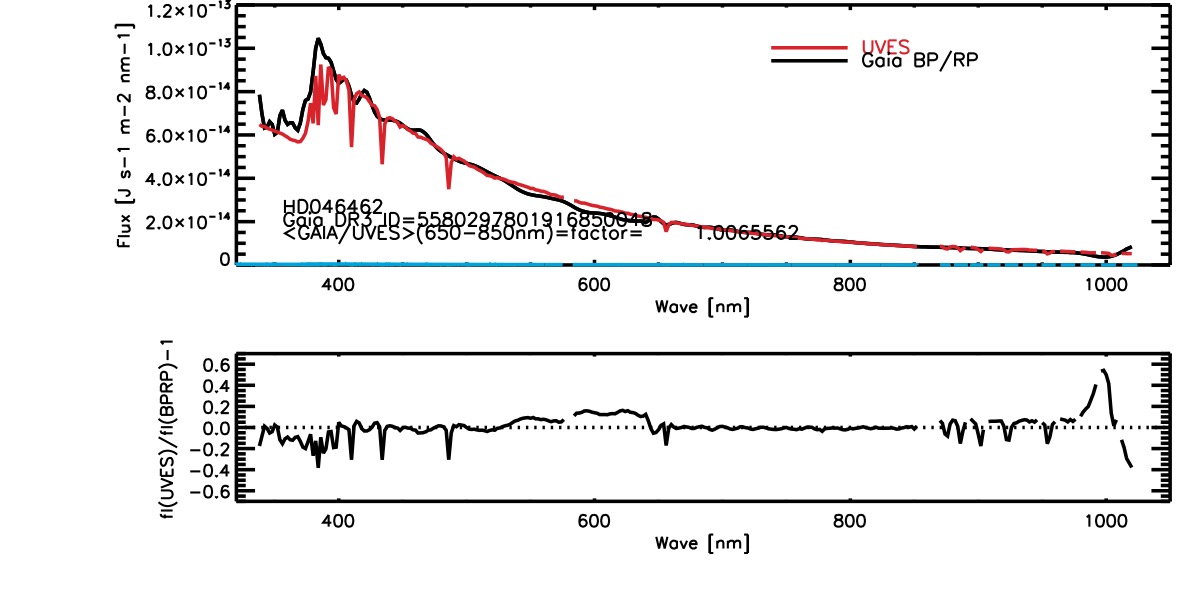 1.2×10−13
1.0×10−13
8.0×10−14
6.0×10−14
4.0×10−14
2.0×10−14
0
Flux [J s−1 m−2 nm−1]
UVES
Gaia BP/RP
HD046462
Gaia DR3 ID=5580297801916850048
<GAIA/UVES>(650−850nm)=factor= 1.0065562
400 600 800 1000
Wave [nm]
0.6
0.4
0.2
0.0
−0.2
−0.4
−0.6
fl(UVES)/fl(BPRP)−1
400 600 800 1000
Wave [nm]